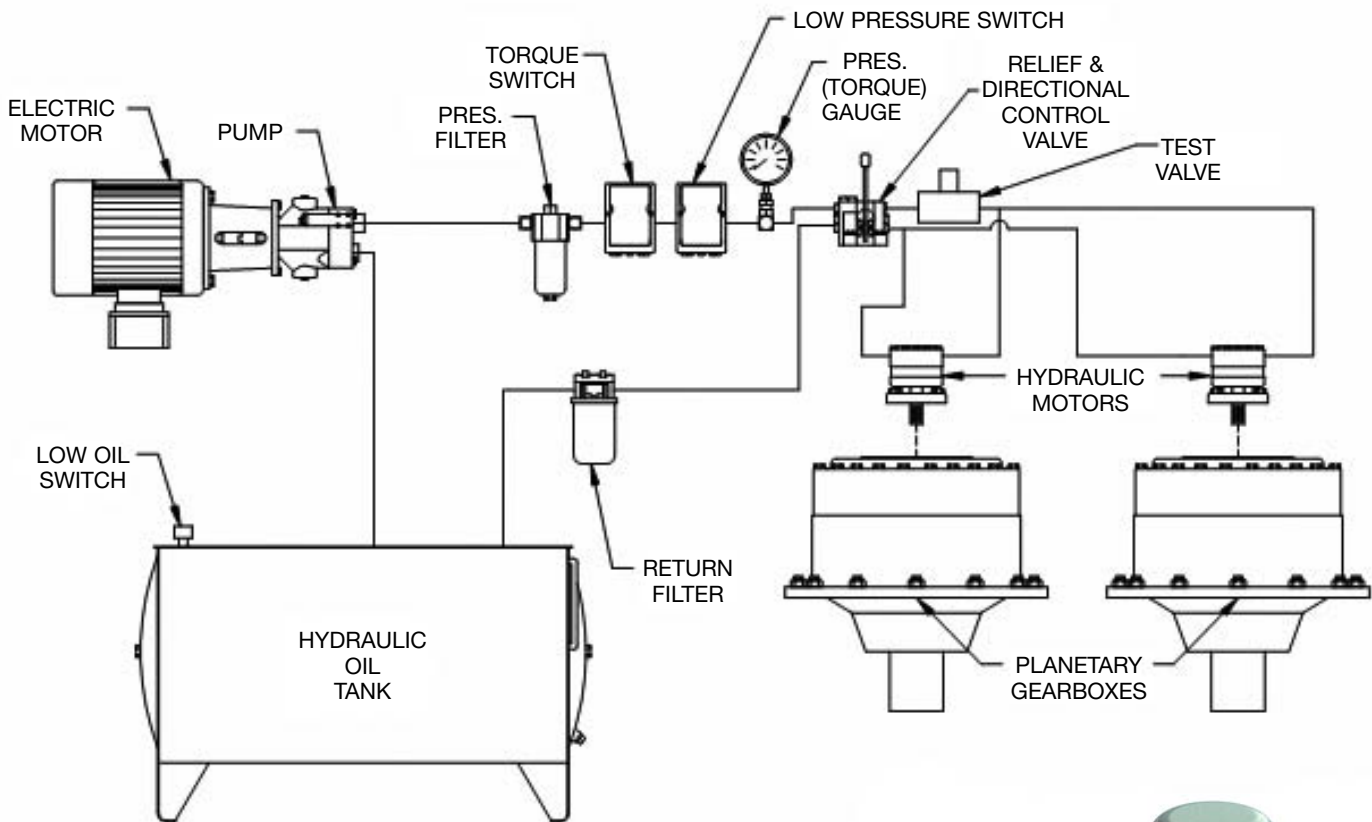 LOW PRESSURE SWITCH
TORQUE
SWITCH
PRES.
(TORQUE)
GAUGE
RELIEF &
DIRECTIONAL
CONTROL
VALVE
ELECTRIC
MOTOR
PUMP
PRES.
FILTER
TEST
VALVE
HYDRAULIC
MOTORS
LOW OIL
SWITCH
RETURN
FILTER
HYDRAULIC
OIL
TANK
PLANETARY
GEARBOXES